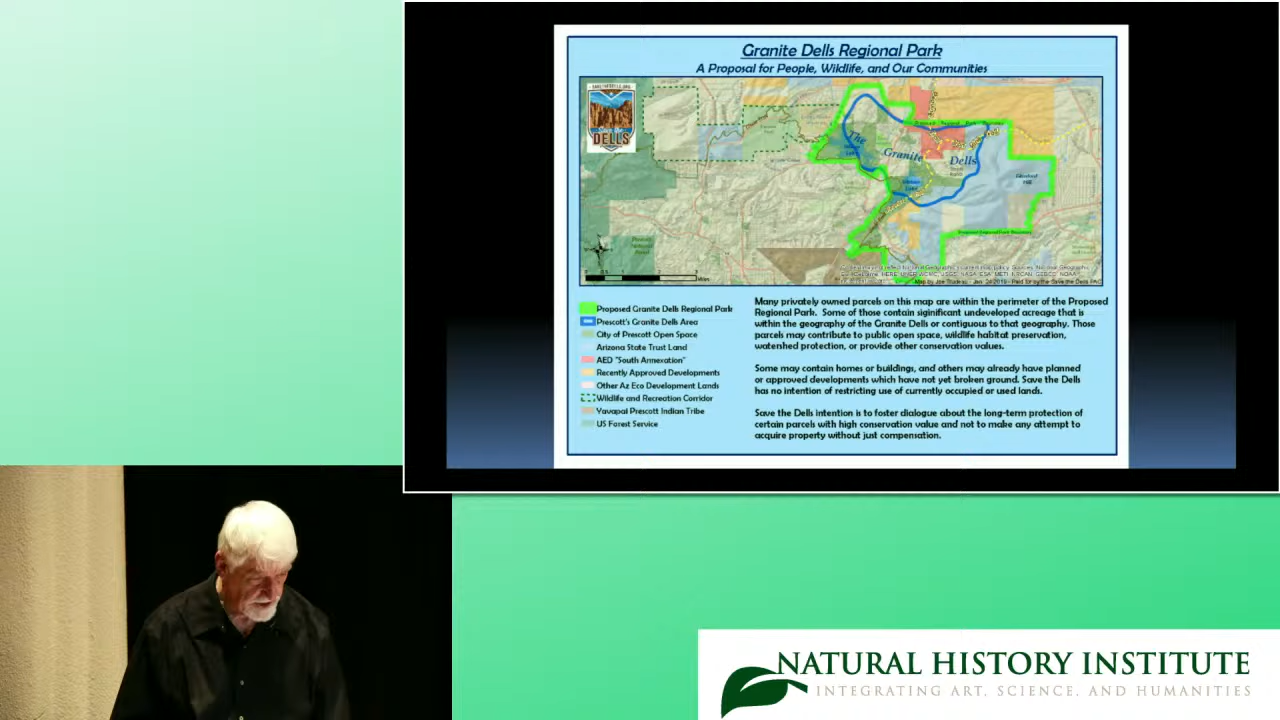 Granite Dells Regional Park
A Proposal for People, Wildlife, and Our Communities
DELLS
The
Granite
Dells
Proposed Granite Dells Regional Park
Prescott's Granite Dells Area
City of Prescott Open Space
Arizona State Trust Land
AED "South Annexation"
Recently Approved Developments
Other Az Eco Development Lands
Wildlife and Recreation Corridor
Yavapai Prescott Indian Tribe
US Forest Service
Many privately owned parcels on this map are within the perimeter of the Proposed
Regional Park. Some of those contain siginificant undeveloped acreage that is
within the geography of the Granite Dells or contiguous to that geography. Those
parcels may contribute to public open space, wildlife habitat preservation,
watershed protection, or provide other conservation values.
Some may contain homes or buildings, and others may already have planned
or approved developments which have not yet broken ground. Save the Dells
has no intention of restricting use of currently occupied or used lands.
Save the Dells intention is to foster dialogue about the long-term protection of
certain parcels with high conservation value and not to make any attempt to
acquire property without just compensation.
NATURAL HISTORY INSTITUTE
INTEGRATING ART, SCIENCE, AND HUMANITIES